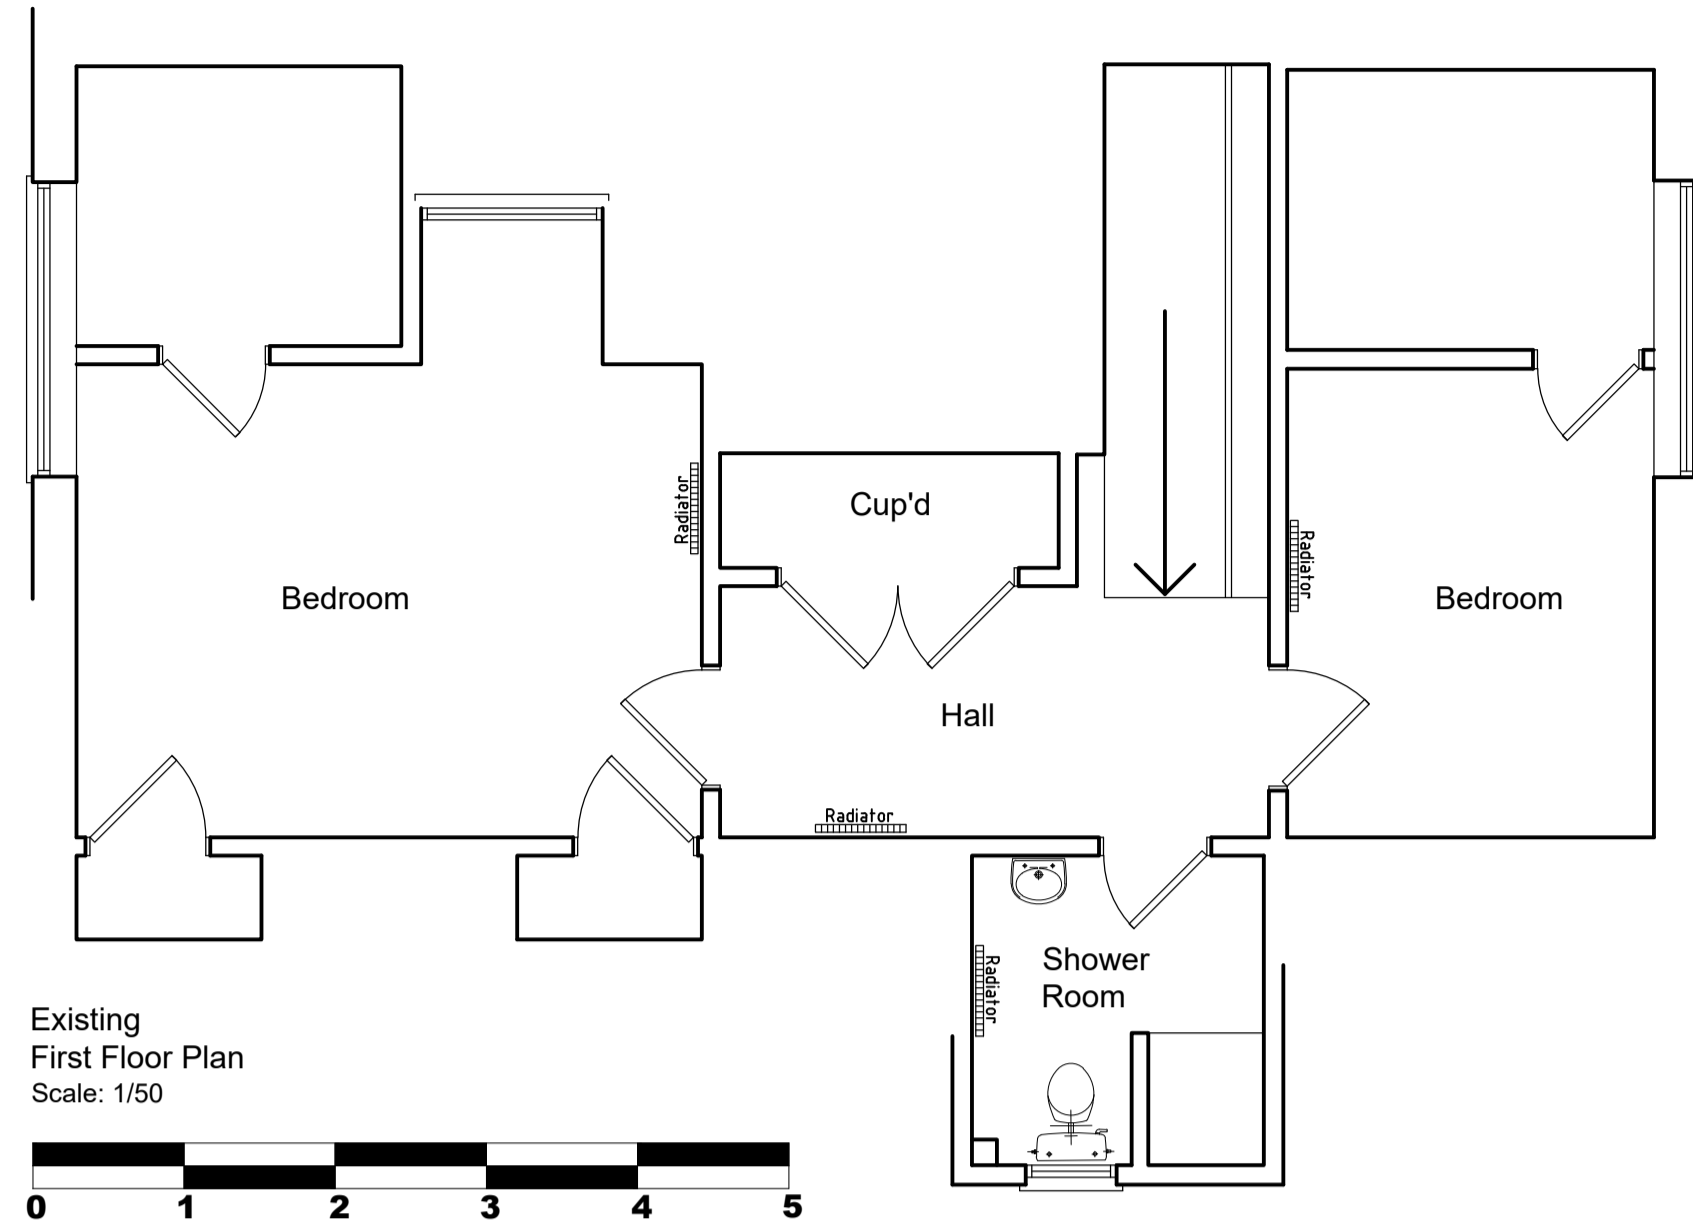 Radiator
Cup'd
Radiator
Bedroom
Bedroom
Hall
Radiator
Shower
Room
Radiator
Existing
First Floor Plan
Scale: 1/50
0 1 2 3 4 5